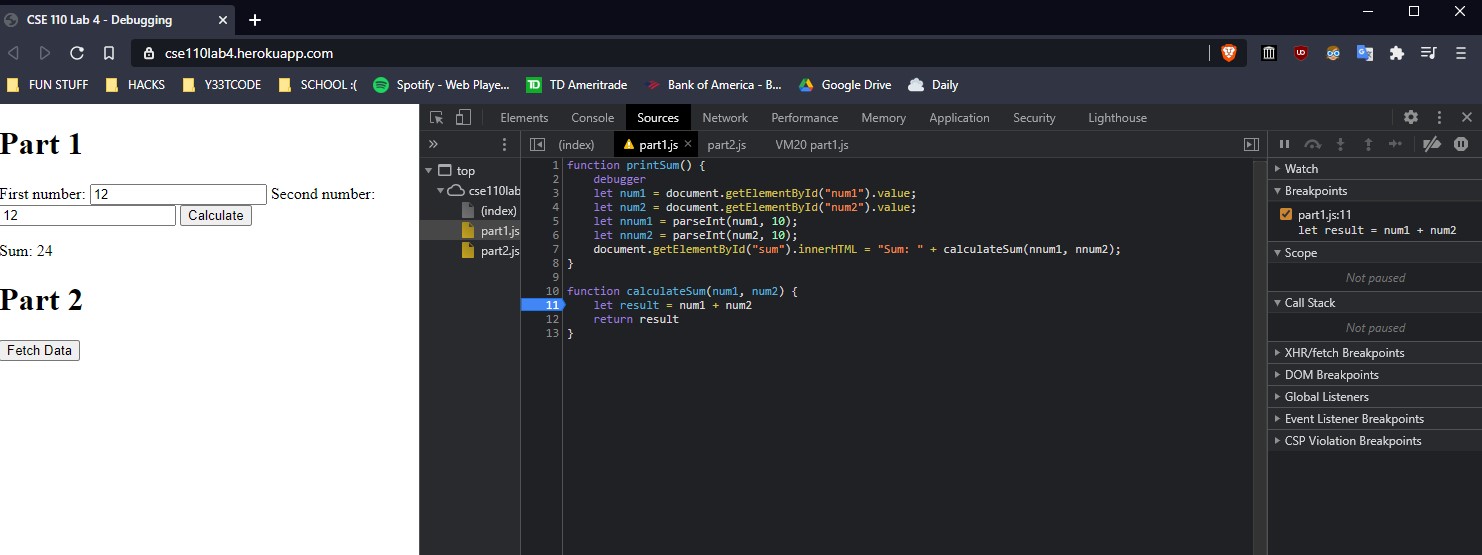 CSE 110 Lab 4 - Debugging
cse110lab4.herokuapp.com
FUN STUFF HACKS Y33TCODE SCHOOL :( Spotify - Web Playe... TD Ameritrade Bank of America - B... Google Drive Daily
Part 1
First number: 12 Second number:
12 Calculate
Sum: 24
Part 2
Fetch Data
Elements Console Sources Network Performance Memory Application Security Lighthouse
top
cse110lab
(index)
part1.js
part2.js
(index) part1.js part2.js VM20 part1.js
1 function printSum() {
2 debugger
3 let num1 = document.getElementById("num1").value;
4 let num2 = document.getElementById("num2").value;
5 let nnum1 = parseInt(num1, 10);
6 let nnum2 = parseInt(num2, 10);
7 document.getElementById("sum").innerHTML = "Sum: " + calculateSum(nnum1, nnum2);
8 }
9
10 function calculateSum(num1, num2) {
11 let result = num1 + num2
12 return result
13 }
Watch
Breakpoints
part1.js:11
let result = num1 + num2
Scope
Not paused
Call Stack
Not paused
XHR/fetch Breakpoints
DOM Breakpoints
Global Listeners
Event Listener Breakpoints
CSP Violation Breakpoints